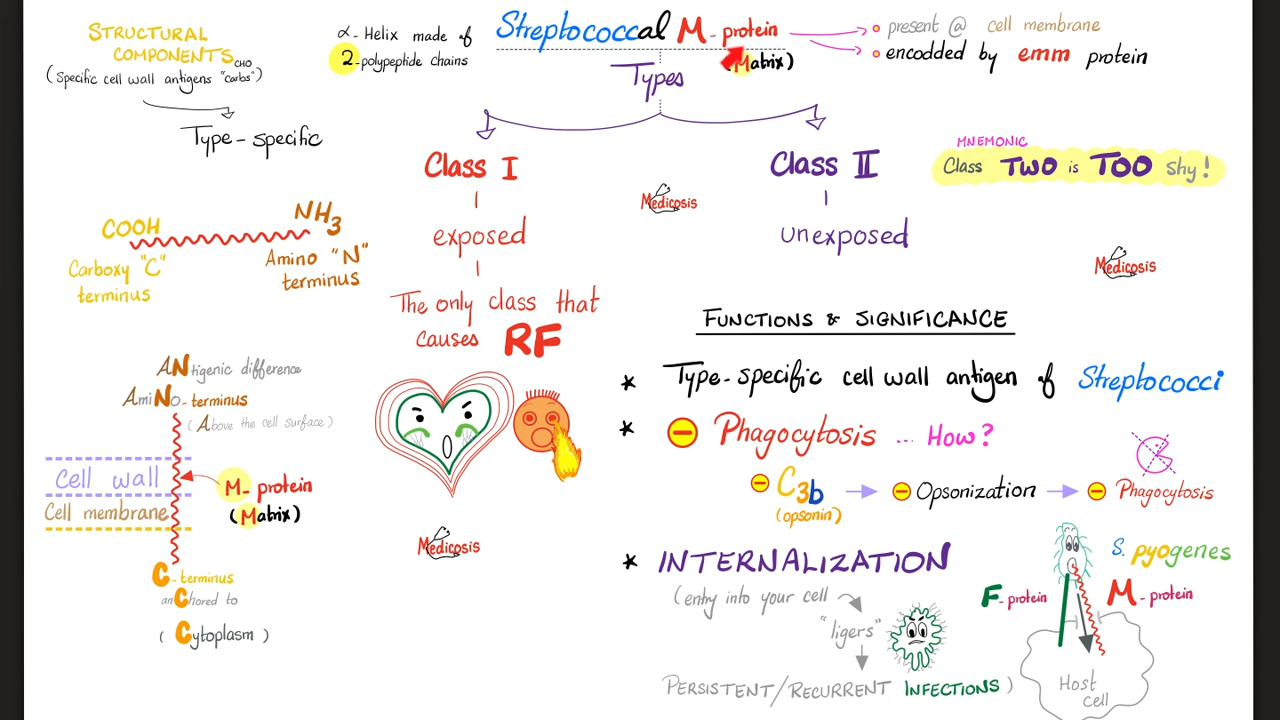 STRUCTURAL
COMPONENTS CHO
(Specific cell wall antigens "carbs")
Type-specific
α-Helix made of
2-polypeptide chains
Streptococcal M-protein
(Matrix)
present @ cell membrane
encodded by emm protein
Types
Class I
exposed
The only class that
causes RF
Class II
unexposed
MNEMONIC
Class TWO is TOO shy!
Medicosis
Medicosis
COOH
NH3
Carboxy "C"
terminus
Amino "N"
terminus
ANtigenic difference
AmiNo-terminus
(Above the cell surface)
Cell wall
Cell membrane
M-protein
(Matrix)
C-terminus
anChored to
(Cytoplasm)
Medicosis
FUNCTIONS & SIGNIFICANCE
* Type-specific cell wall antigen of Streptococci
* Phagocytosis ... How?
C3b
(opsonin)
Opsonization
Phagocytosis
* INTERNALIZATION
(entry into your cell
"ligers"
PERSISTENT/RECURRENT INFECTIONS)
S. pyogenes
F-protein
M-protein
Host
cell